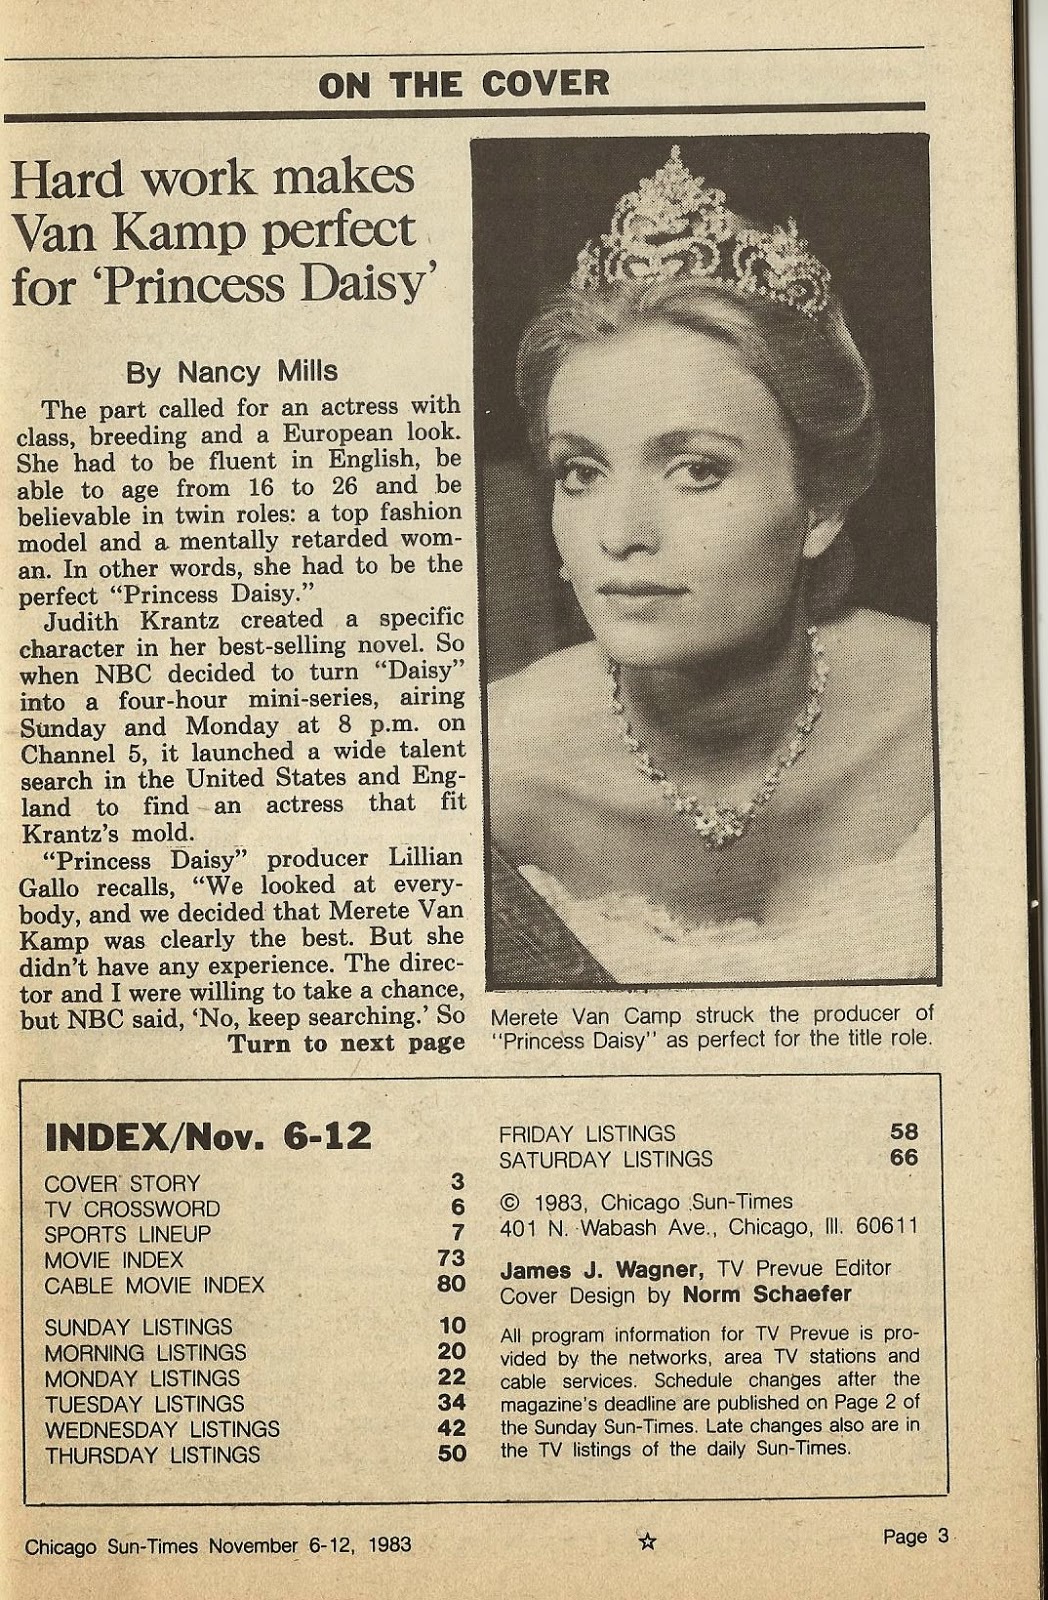 ON THE COVER
Hard work makes
Van Kamp perfect
for ‘Princess Daisy’
By Nancy Mills
The part called for an actress with
class, breeding and a European look.
She had to be fluent in English, be
able to age from 16 to 26 and be
believable in twin roles: a top fashion
model and a mentally retarded wom-
an. In other words, she had to be the
perfect “Princess Daisy.”
Judith Krantz created a specific
character in her best-selling novel. So
when NBC decided to turn “Daisy”
into a four-hour mini-series, airing
Sunday and Monday at 8 p.m. on
Channel 5, it launched a wide talent
search in the United States and Eng-
land to find an actress that fit
Krantz’s mold.
“Princess Daisy” producer Lillian
Gallo recalls, “We looked at every-
body, and we decided that Merete Van
Kamp was clearly the best. But she
didn’t have any experience. The direc-
tor and I were willing to take a chance,
but NBC said, ‘No, keep searching.’ So
Turn to next page
Merete Van Camp struck the producer of
“Princess Daisy” as perfect for the title role.
INDEX/Nov. 6-12
COVER STORY 3
TV CROSSWORD 6
SPORTS LINEUP 7
MOVIE INDEX 73
CABLE MOVIE INDEX 80
SUNDAY LISTINGS 10
MORNING LISTINGS 20
MONDAY LISTINGS 22
TUESDAY LISTINGS 34
WEDNESDAY LISTINGS 42
THURSDAY LISTINGS 50
FRIDAY LISTINGS 58
SATURDAY LISTINGS 66
© 1983, Chicago Sun-Times
401 N. Wabash Ave., Chicago, Ill. 60611
James J. Wagner, TV Prevue Editor
Cover Design by Norm Schaefer
All program information for TV Prevue is pro-
vided by the networks, area TV stations and
cable services. Schedule changes after the
magazine’s deadline are published on Page 2 of
the Sunday Sun-Times. Late changes also are in
the TV listings of the daily Sun-Times.
Chicago Sun-Times November 6-12, 1983 ☆ Page 3